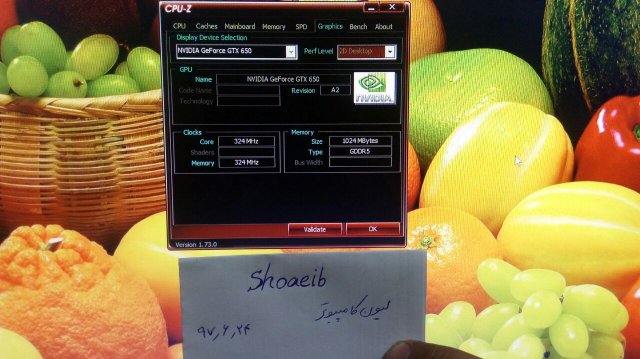 CPU-Z
CPU Caches Mainboard Memory SPD Graphics Bench About
Display Device Selection
NVIDIA GeForce GTX 650 Perf Level 2D Desktop
GPU
Name NVIDIA GeForce GTX 650
Code Name Revision A2
Technology
NVIDIA
Clocks
Core 324 MHz
Shaders
Memory 324 MHz
Memory
Size 1024 MBytes
Type GDDR5
Bus Width
Validate OK
Version 1.73.0
Shoaeib
لیون کامپیوتر
۹۷,۶,۲۴